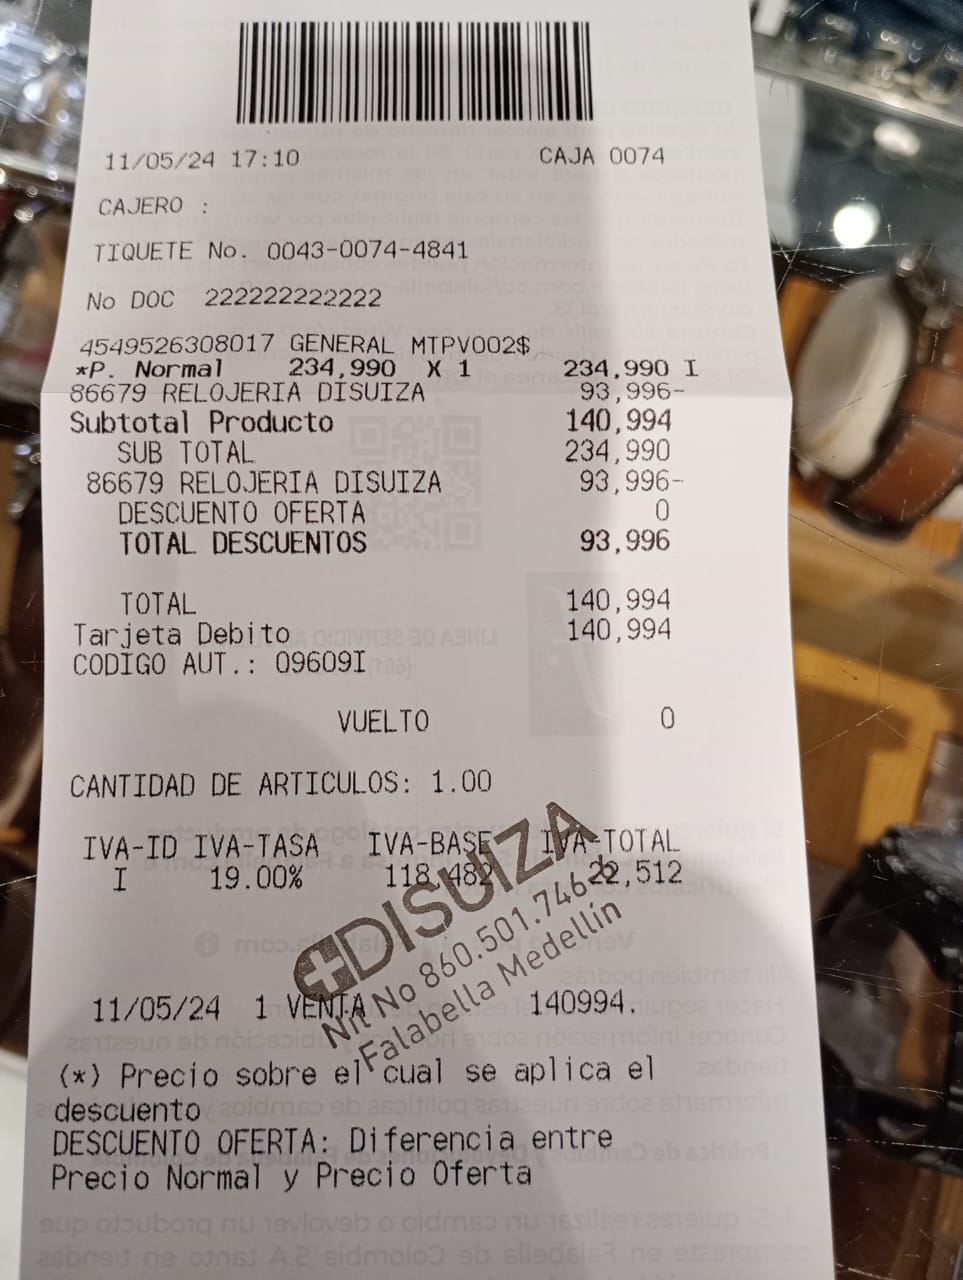 11/05/24 17:10 CAJA 0074
CAJERO :
TIQUETE No. 0043-0074-4841
No DOC 222222222222
4549526308017 GENERAL MTPV002$
*P. Normal 234,990 X 1 234,990 I
86679 RELOJERIA DISUIZA 93,996-
Subtotal Producto 140,994
SUB TOTAL 234,990
86679 RELOJERIA DISUIZA 93,996-
DESCUENTO OFERTA 0
TOTAL DESCUENTOS 93,996
TOTAL 140,994
Tarjeta Debito 140,994
CODIGO AUT.: 09609I
VUELTO 0
CANTIDAD DE ARTICULOS: 1.00
IVA-ID IVA-TASA IVA-BASE IVA-TOTAL
I 19.00% 118,482 22,512
DISUIZA
Nit No 860.501.746
Falabella Medellín
11/05/24 1 VENTA 140994.
(*) Precio sobre el cual se aplica el
descuento
DESCUENTO OFERTA: Diferencia entre
Precio Normal y Precio Oferta